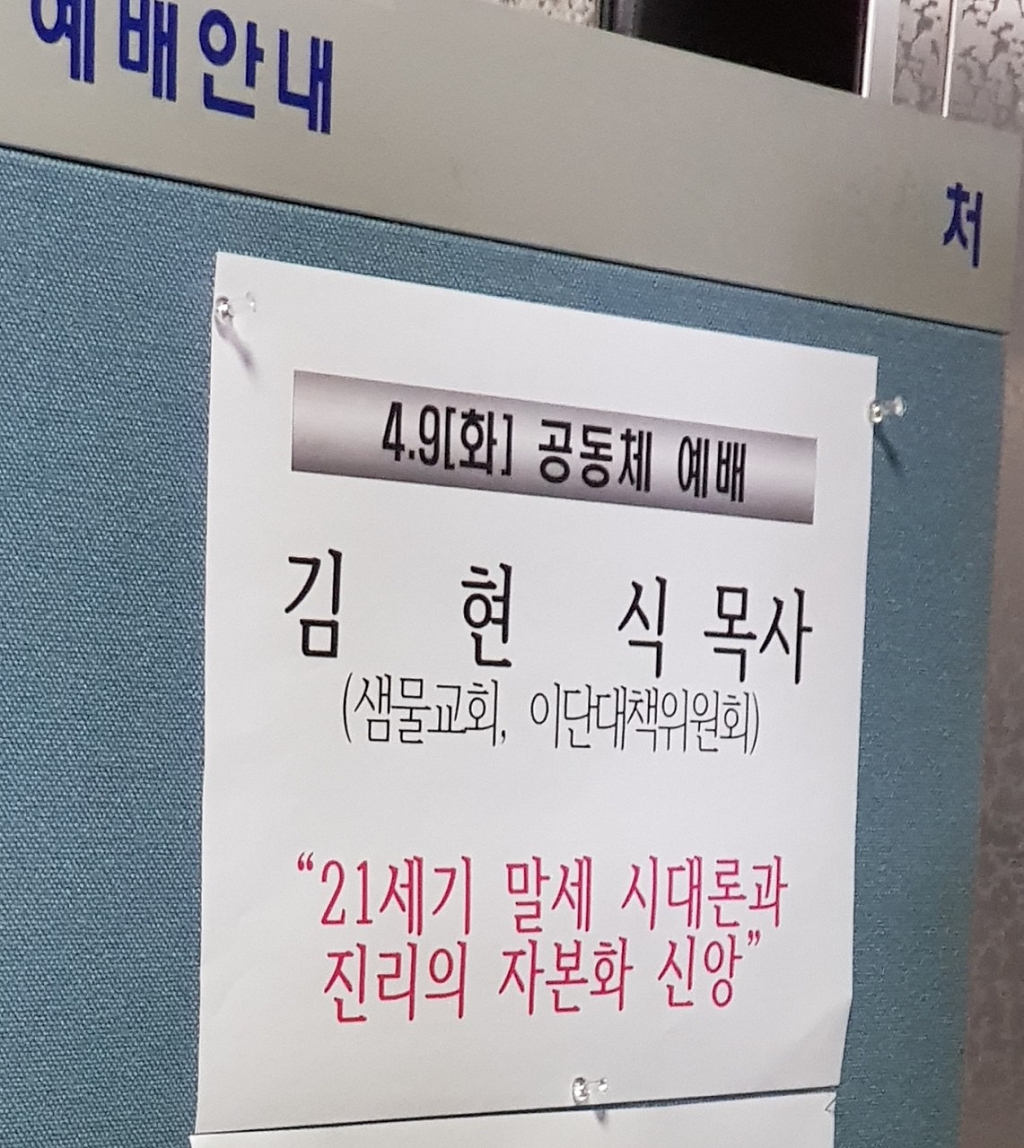 예배안내
처
4.9[화] 공동체 예배
김 현 식 목사
(샘물교회, 이단대책위원회)
“21세기 말세 시대론과
진리의 자본화 신앙”